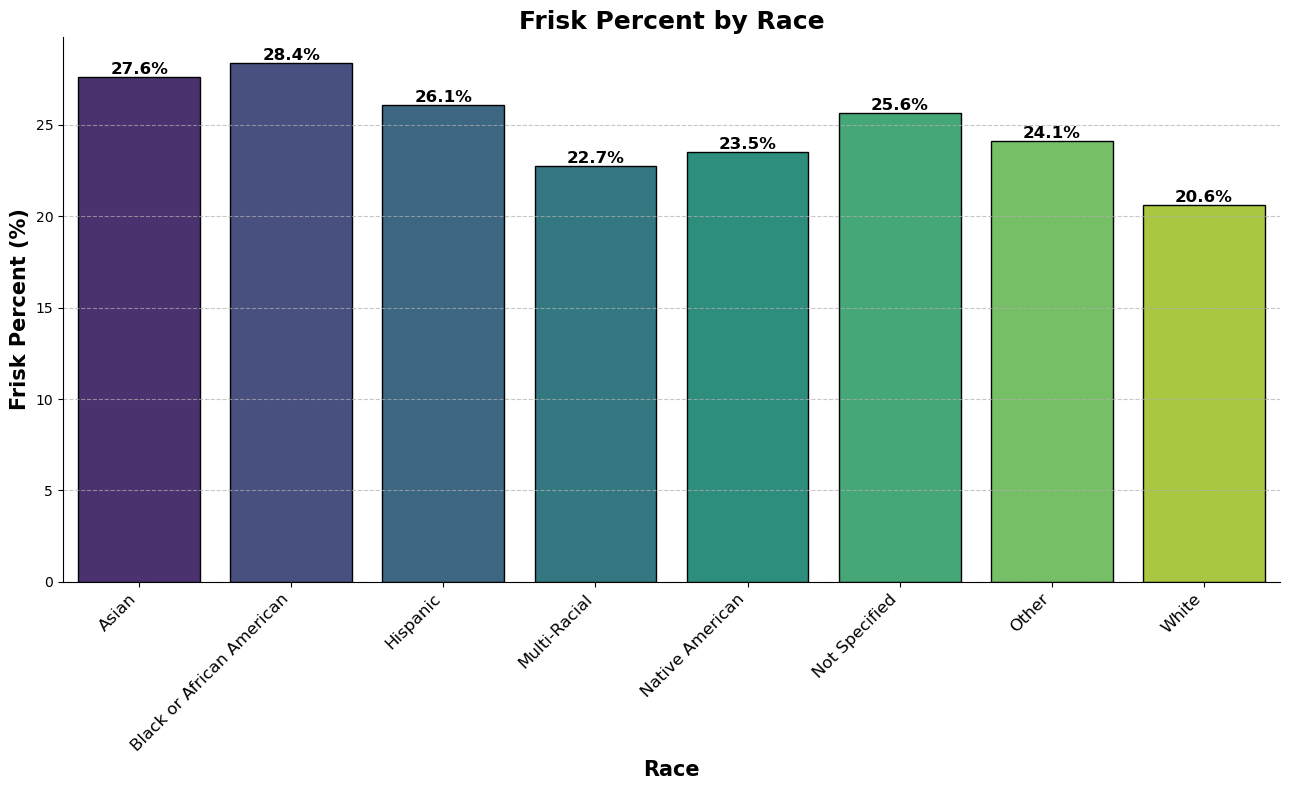 Frisk Percent by Race
Frisk Percent (%)
25
20
15
10
5
0
27.6%
28.4%
26.1%
22.7%
23.5%
25.6%
24.1%
20.6%
Asian
Black or African American
Hispanic
Multi-Racial
Native American
Not Specified
Other
White
Race